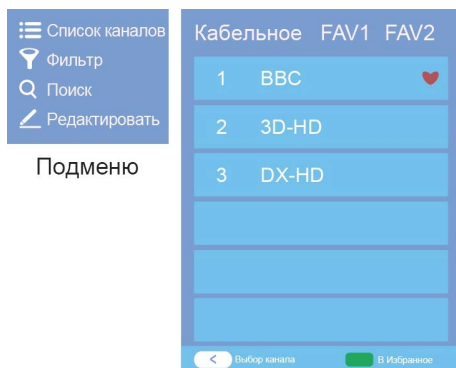 Список каналов
Фильтр
Поиск
Редактировать
Подменю
Кабельное FAV1 FAV2
1 BBC
2 3D-HD
3 DX-HD
< Выбор канала В Избранное